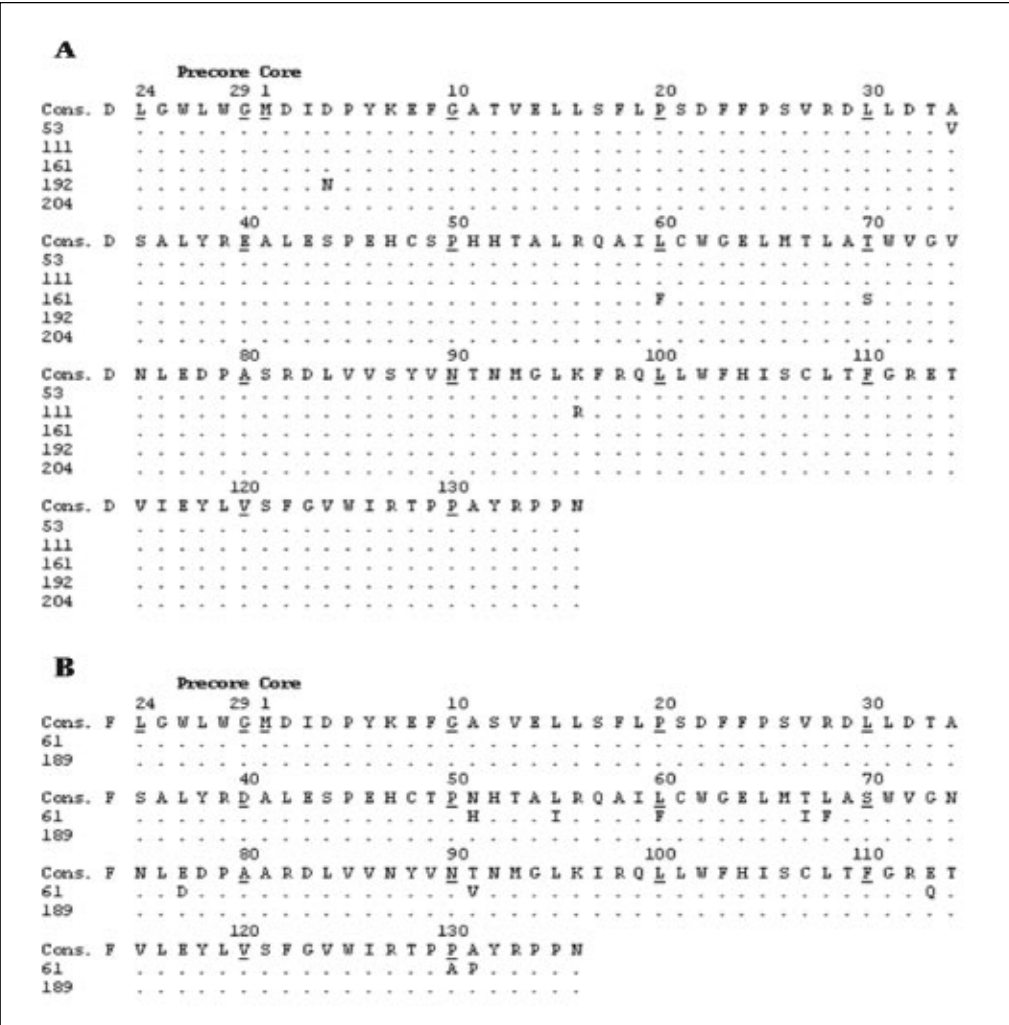 A
Precore Core
24 29 1 10 20 30
Cons. D L G W L W G M D I D P Y K E F G A T V E L L S F L P S D F F P S V R D L L D T A
53 . . . . . . . . . . . . . . . . . . . . . . . . . . . . . . . . . . . . . . . V
111 . . . . . . . . . . . . . . . . . . . . . . . . . . . . . . . . . . . . . . . .
161 . . . . . . . . . . . . . . . . . . . . . . . . . . . . . . . . . . . . . . . .
192 . . . . . . . . . N . . . . . . . . . . . . . . . . . . . . . . . . . . . . . .
204 . . . . . . . . . . . . . . . . . . . . . . . . . . . . . . . . . . . . . . . .
40 50 60 70
Cons. D S A L Y R E A L E S P E H C S P H H T A L R Q A I L C W G E L M T L A T W V G V
53 . . . . . . . . . . . . . . . . . . . . . . . . . . . . . . . . . . . . . . . .
111 . . . . . . . . . . . . . . . . . . . . . . . . . . . . . . . . . . . . . . . .
161 . . . . . . . . . . . . . . . . . . . . . . . . . F . . . . . . . . . S . . . .
192 . . . . . . . . . . . . . . . . . . . . . . . . . . . . . . . . . . . . . . . .
204 . . . . . . . . . . . . . . . . . . . . . . . . . . . . . . . . . . . . . . . .
80 90 100 110
Cons. D N L E D P A S R D L V V S Y V N T N M G L K F R Q L L W F H I S C L T F G R E T
53 . . . . . . . . . . . . . . . . . . . . . . . . . . . . . . . . . . . . . . . .
111 . . . . . . . . . . . . . . . . . . . . . R . . . . . . . . . . . . . . . . . .
161 . . . . . . . . . . . . . . . . . . . . . . . . . . . . . . . . . . . . . . . .
192 . . . . . . . . . . . . . . . . . . . . . . . . . . . . . . . . . . . . . . . .
204 . . . . . . . . . . . . . . . . . . . . . . . . . . . . . . . . . . . . . . . .
120 130
Cons. D V I E Y L V S F G V W I R T P P A Y R P P N
53 . . . . . . . . . . . . . . . . . . . . . .
111 . . . . . . . . . . . . . . . . . . . . . .
161 . . . . . . . . . . . . . . . . . . . . . .
192 . . . . . . . . . . . . . . . . . . . . . .
204 . . . . . . . . . . . . . . . . . . . . . .
B
Precore Core
24 29 1 10 20 30
Cons. F L G W L W G M D I D P Y K E F G A S V E L L S F L P S D F F P S V R D L L D T A
61 . . . . . . . . . . . . . . . . . . . . . . . . . . . . . . . . . . . . . . . .
189 . . . . . . . . . . . . . . . . . . . . . . . . . . . . . . . . . . . . . . . .
40 50 60 70
Cons. F S A L Y R D A L E S P E H C T P N H T A L R Q A I L C W G E L M T L A S W V G N
61 . . . . . . . . . . . . . . . . H . . . I . . . . F . . . . . . I F . . . . . .
189 . . . . . . . . . . . . . . . . . . . . . . . . . . . . . . . . . . . . . . . .
80 90 100 110
Cons. F N L E D P A A R D L V V N Y V N T N M G L K I R Q L L W F H I S C L T F G R E T
61 . . D . . . . . . . . . . . . . V . . . . . . . . . . . . . . . . . . . . . Q .
189 . . . . . . . . . . . . . . . . . . . . . . . . . . . . . . . . . . . . . . . .
120 130
Cons. F V L E Y L V S F G V W I R T P P A Y R P P N
61 . . . . . . . . . . . . . . . A P . . . . .
189 . . . . . . . . . . . . . . . . . . . . . .